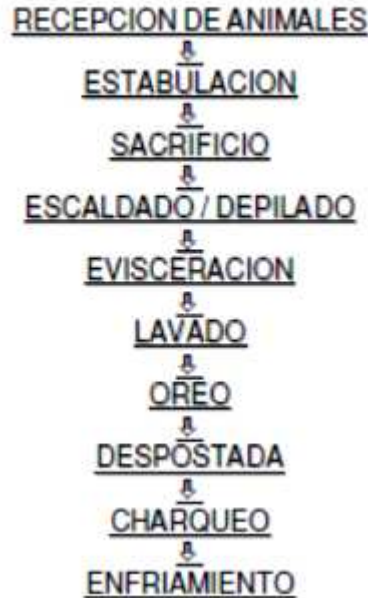 RECEPCION DE ANIMALES
ESTABULACION
SACRIFICIO
ESCALDADO / DEPILADO
EVISCERACION
LAVADO
OREO
DESPOSTADA
CHARQUEO
ENFRIAMIENTO